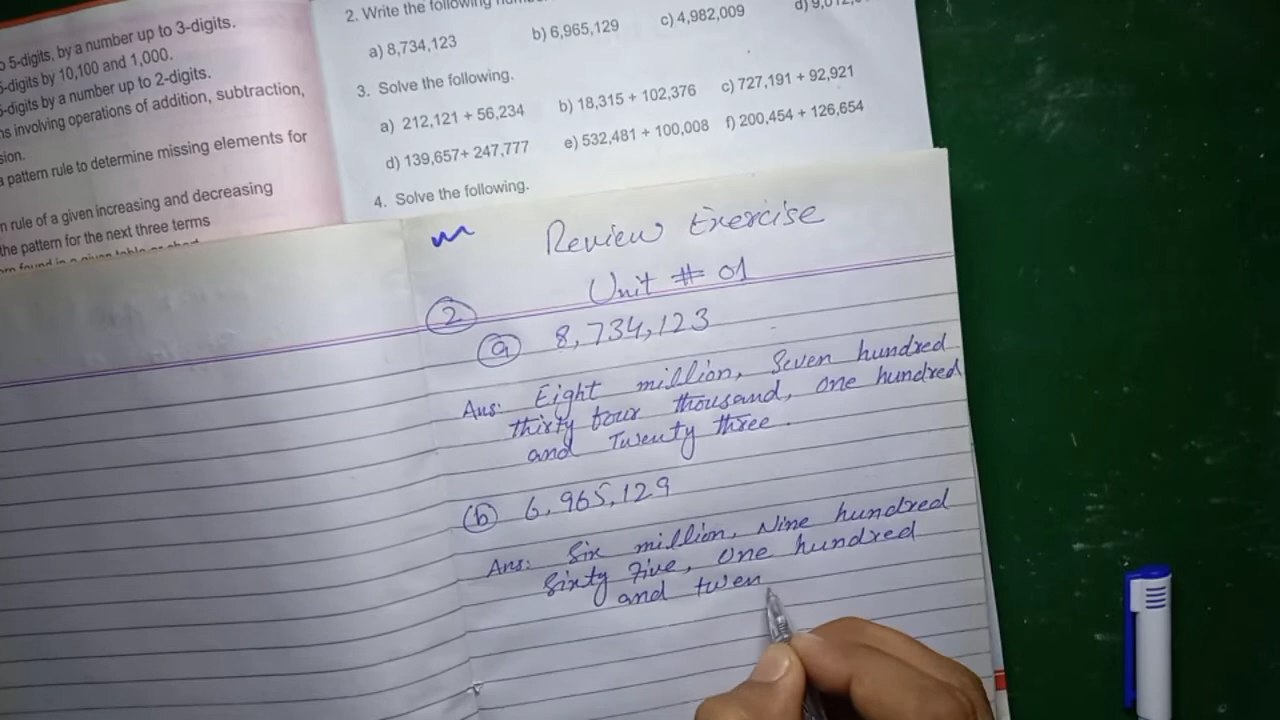 o 5-digits, by a number up to 3-digits.
5-digits by 10,100 and 1,000.
5-digits by a number up to 2-digits.
ns involving operations of addition, subtraction,
sion.
a pattern rule to determine missing elements for
n rule of a given increasing and decreasing
the pattern for the next three terms
2. Write the following
a) 8,734,123 b) 6,965,129 c) 4,982,009
3. Solve the following.
a) 212,121 + 56,234 b) 18,315 + 102,376 c) 727,191 + 92,921
d) 139,657+ 247,777 e) 532,481 + 100,008 f) 200,454 + 126,654
4. Solve the following.
Review Exercise
Unit # 01
2
a 8,734,123
Ans: Eight million, Seven hundred
thirty four thousand, one hundred
and Twenty three.
b 6,965,129
Ans: Six million, Nine hundred
Sixty Five, one hundred
and twen